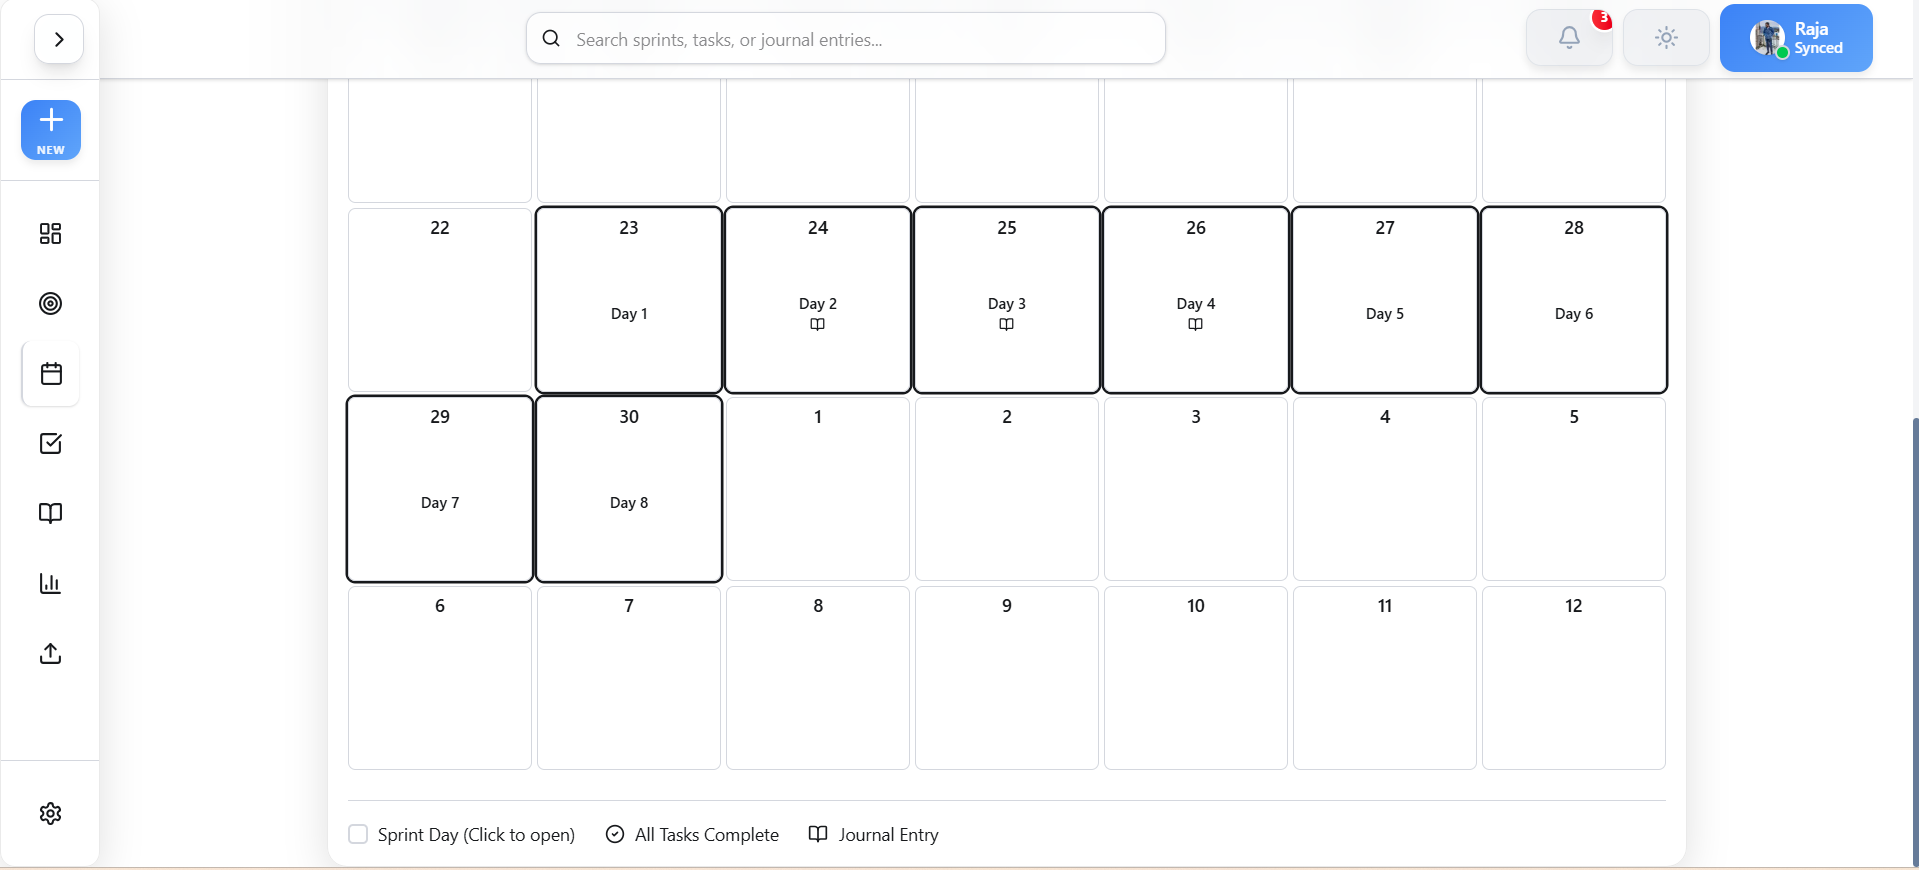 Search sprints, tasks, or journal entries...
3
Raja
Synced
NEW
22 23 24 25 26 27 28
Day 1 Day 2 Day 3 Day 4 Day 5 Day 6
29 30 1 2 3 4 5
Day 7 Day 8
6 7 8 9 10 11 12
Sprint Day (Click to open) All Tasks Complete Journal Entry